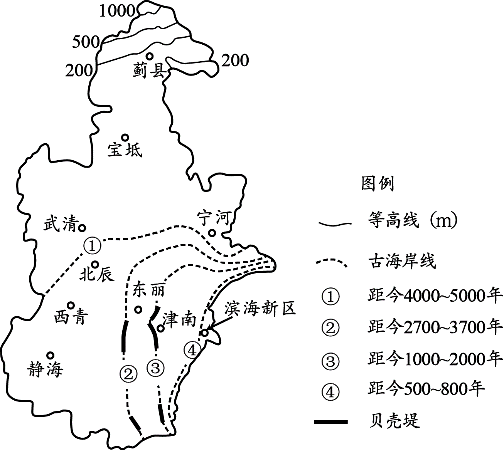 1000
500
200
200
蓟县
宝坻
武清
宁河
①
北辰
东丽
西青
津南
滨海新区
静海
②
③
④
图例
等高线 (m)
古海岸线
① 距今4000~5000年
② 距今2700~3700年
③ 距今1000~2000年
④ 距今500~800年
贝壳堤